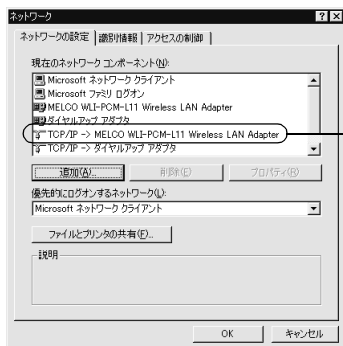 ネットワーク
ネットワークの設定 識別情報 アクセスの制御
現在のネットワーク コンポーネント(N):
Microsoft ネットワーク クライアント
Microsoft ファミリ ログオン
MELCO WLI-PCM-L11 Wireless LAN Adapter
ダイヤルアップ アダプタ
TCP/IP -> MELCO WLI-PCM-L11 Wireless LAN Adapter
TCP/IP -> ダイヤルアップ アダプタ
追加(A)... 削除(E) プロパティ(R)
優先的にログオンするネットワーク(L):
Microsoft ネットワーク クライアント
ファイルとプリンタの共有(F)...
説明
OK キャンセル